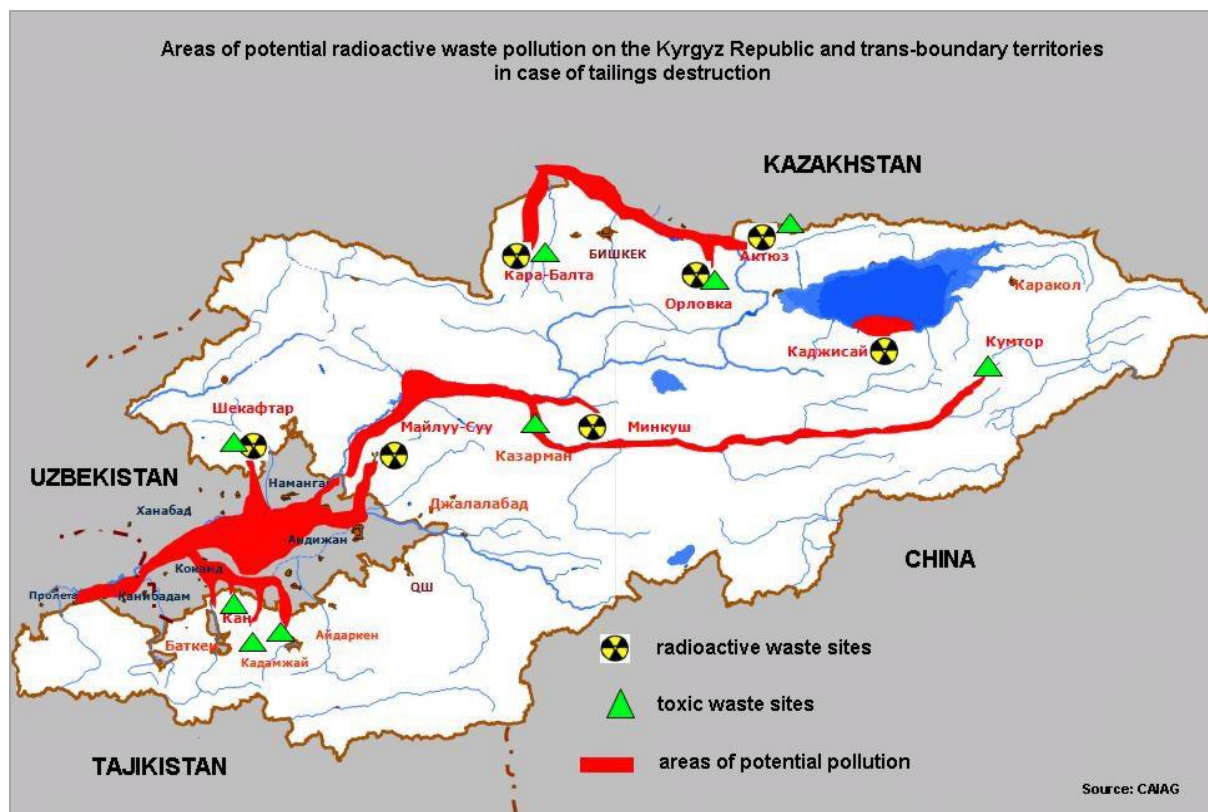 Areas of potential radioactive waste pollution on the Kyrgyz Republic and trans-boundary territories
in case of tailings destruction
KAZAKHSTAN
БИШКЕК
Актюз
Кара-Балта
Орловка
Каракол
Каджисай
Кумтор
Шекафтар
Майлуу-Суу
Минкуш
Казарман
UZBEKISTAN
Наманган
Ханабад
Джалалабад
Андижан
CHINA
Коканд
ОШ
Пролета
Канибадам
Кан
Баткен
Айдаркен
Кадамжай
radioactive waste sites
toxic waste sites
areas of potential pollution
TAJIKISTAN
Source: CAIAG